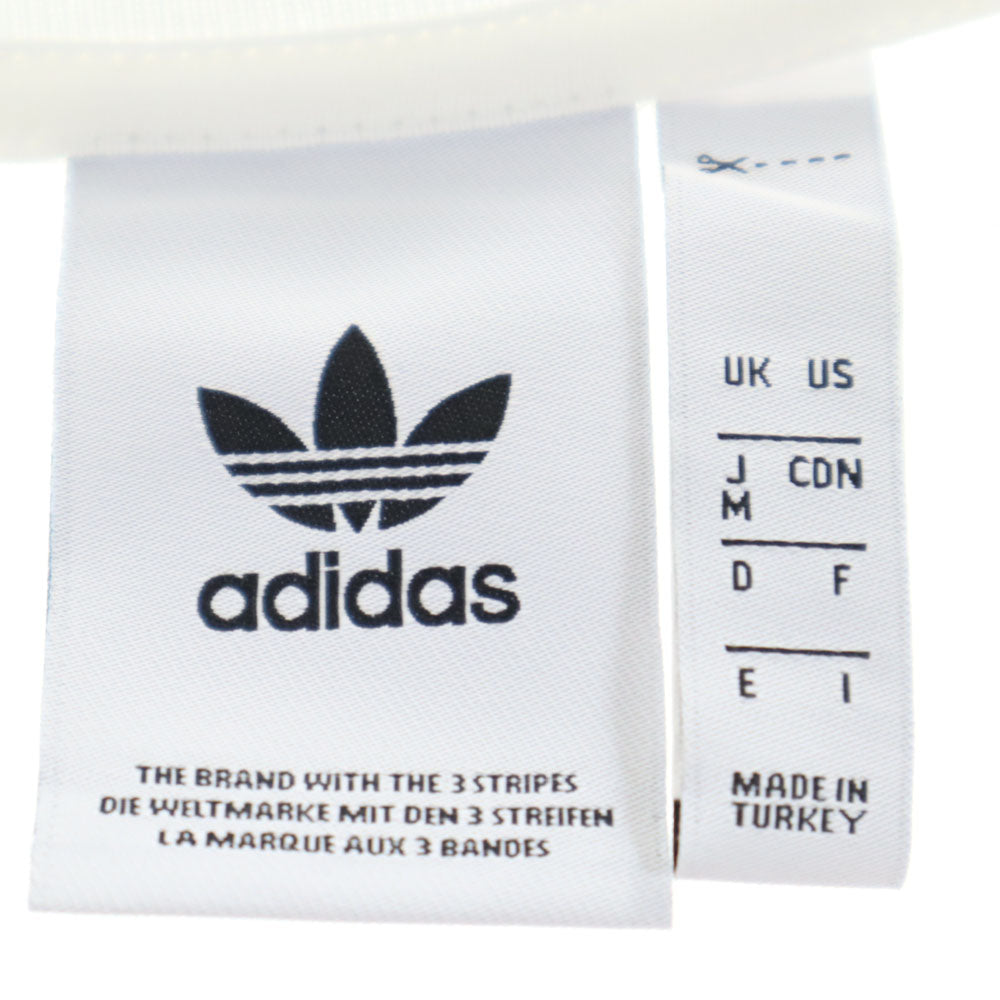 adidas
THE BRAND WITH THE 3 STRIPES
DIE WELTMARKE MIT DEN 3 STREIFEN
LA MARQUE AUX 3 BANDES
UK US
J CDN
M
D F
E I
MADE IN
TURKEY